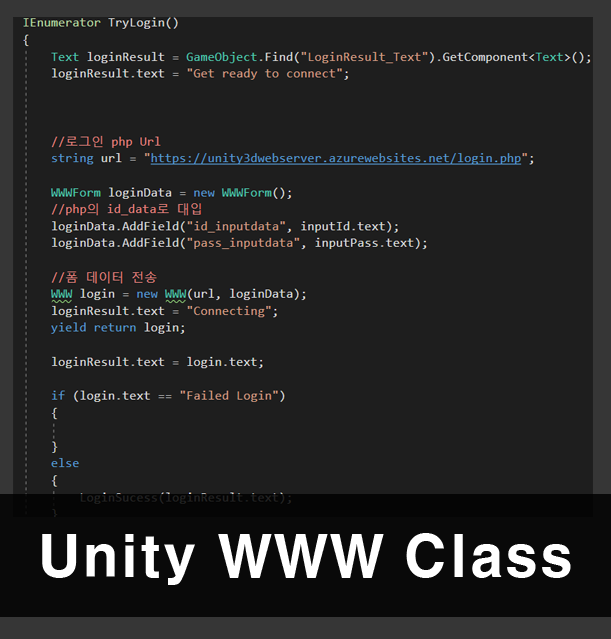 IEnumerator TryLogin()
{
Text loginResult = GameObject.Find("LoginResult_Text").GetComponent<Text>();
loginResult.text = "Get ready to connect";
//로그인 php Url
string url = "https://unity3dwebserver.azurewebsites.net/login.php";
WWWForm loginData = new WWWForm();
//php의 id_data로 대입
loginData.AddField("id_inputdata", inputId.text);
loginData.AddField("pass_inputdata", inputPass.text);
//폼 데이터 전송
WWW login = new WWW(url, loginData);
loginResult.text = "Connecting";
yield return login;
loginResult.text = login.text;
if (login.text == "Failed Login")
{
}
else
{
LoginSucess(loginResult.text);
}
Unity WWW Class